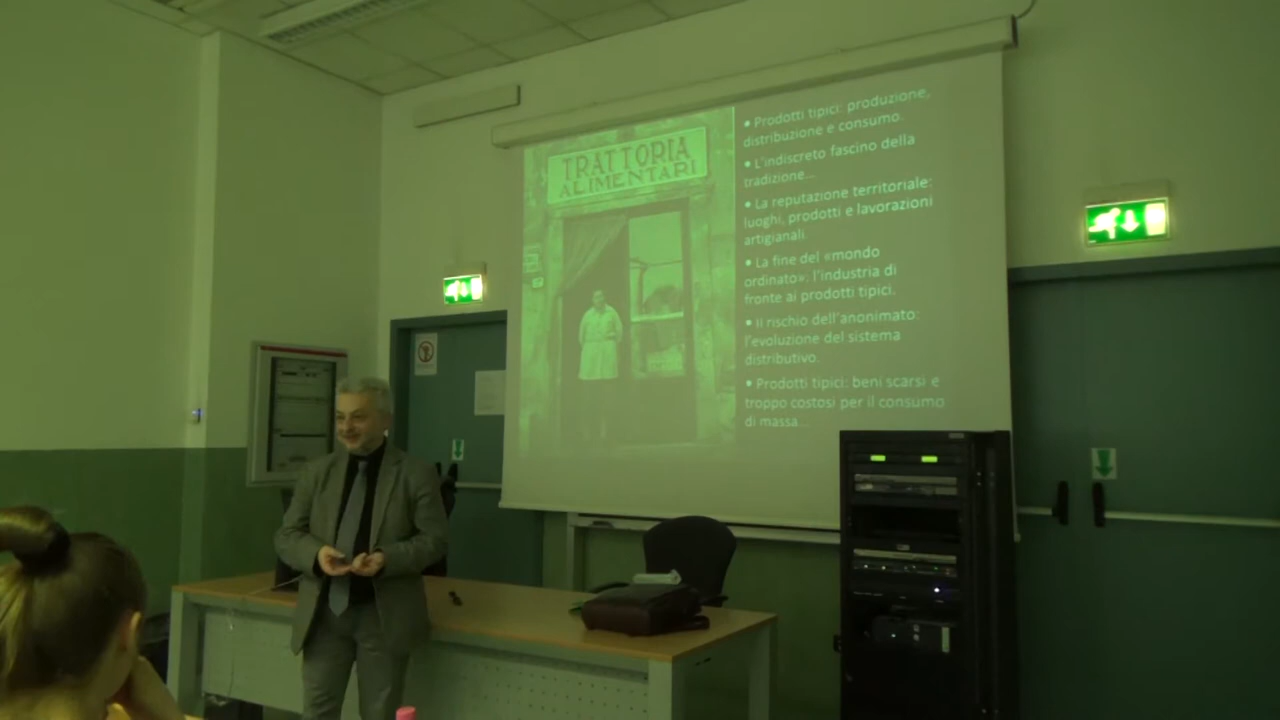 TRATTORIA
ALIMENTARI
• Prodotti tipici: produzione,
distribuzione e consumo.
• L'indiscreto fascino della
tradizione...
• La reputazione territoriale:
luoghi, prodotti e lavorazioni
artigianali.
• La fine del «mondo
ordinato»: l'industria di
fronte ai prodotti tipici.
• Il rischio dell'anonimato:
l'evoluzione del sistema
distributivo.
• Prodotti tipici: beni scarsi e
troppo costosi per il consumo
di massa...